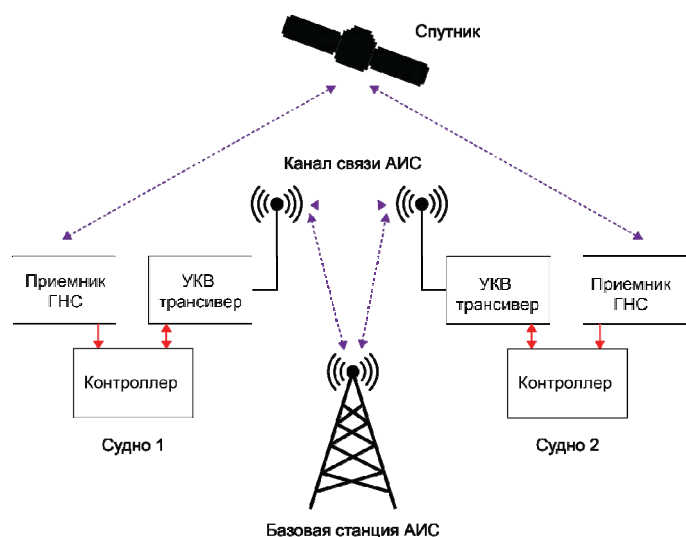 Спутник
Канал связи АИС
Приемник
ГНС
УКВ
трансивер
УКВ
трансивер
Приемник
ГНС
Контроллер
Контроллер
Судно 1
Судно 2
Базовая станция АИС